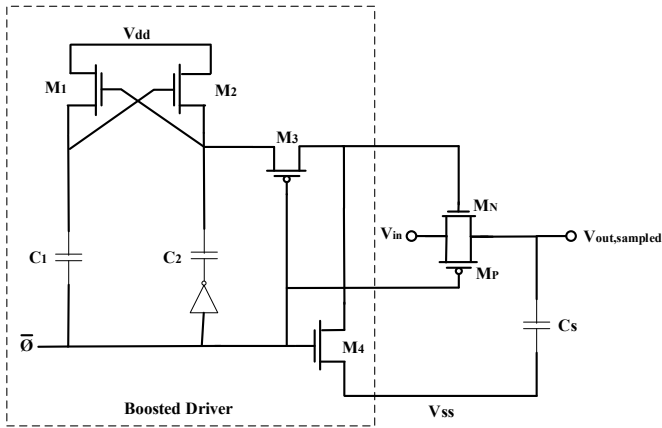 Vdd
M1
M2
M3
MN
Vin
Vout,sampled
MP
C1
C2
Cs
Ø̅
M4
Boosted Driver
Vss